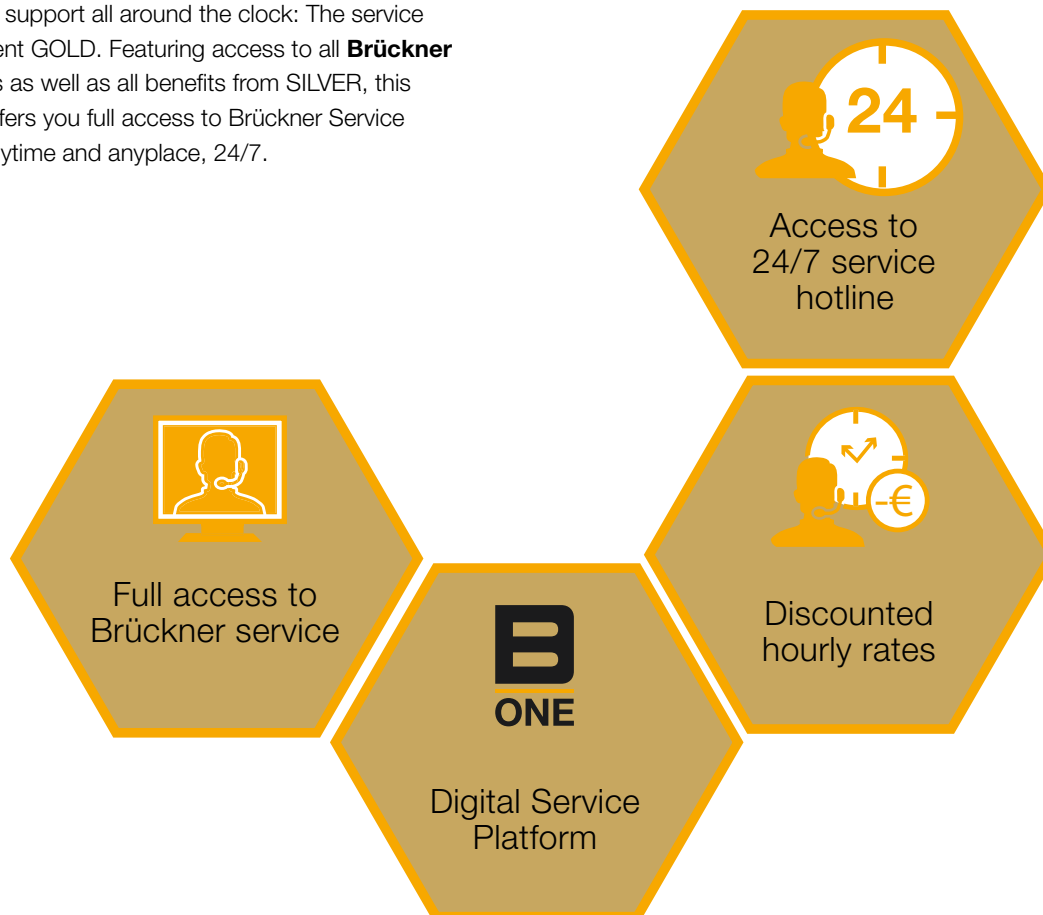 support all around the clock: The service
ent GOLD. Featuring access to all Brückner
s as well as all benefits from SILVER, this
fers you full access to Brückner Service
ytime and anyplace, 24/7.
24
Access to
24/7 service
hotline
-€
Discounted
hourly rates
Full access to
Brückner service
B
ONE
Digital Service
Platform